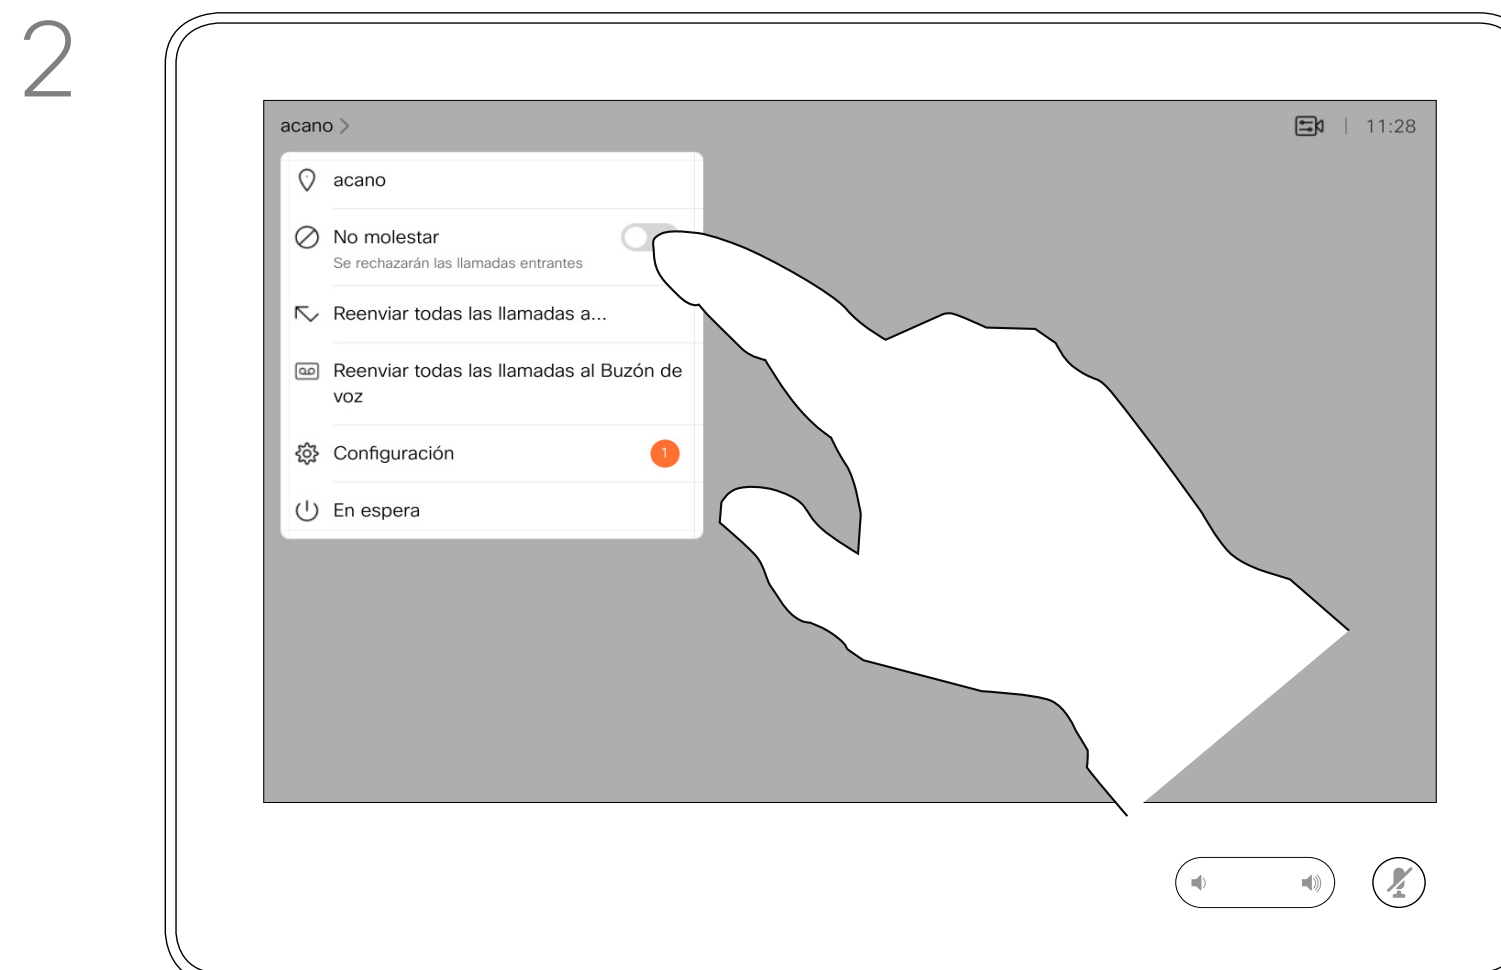 2
acano
11:28
acano
No molestar
Se rechazarán las llamadas entrantes
Reenviar todas las llamadas a...
Reenviar todas las llamadas al Buzón de
voz
Configuración 1
En espera